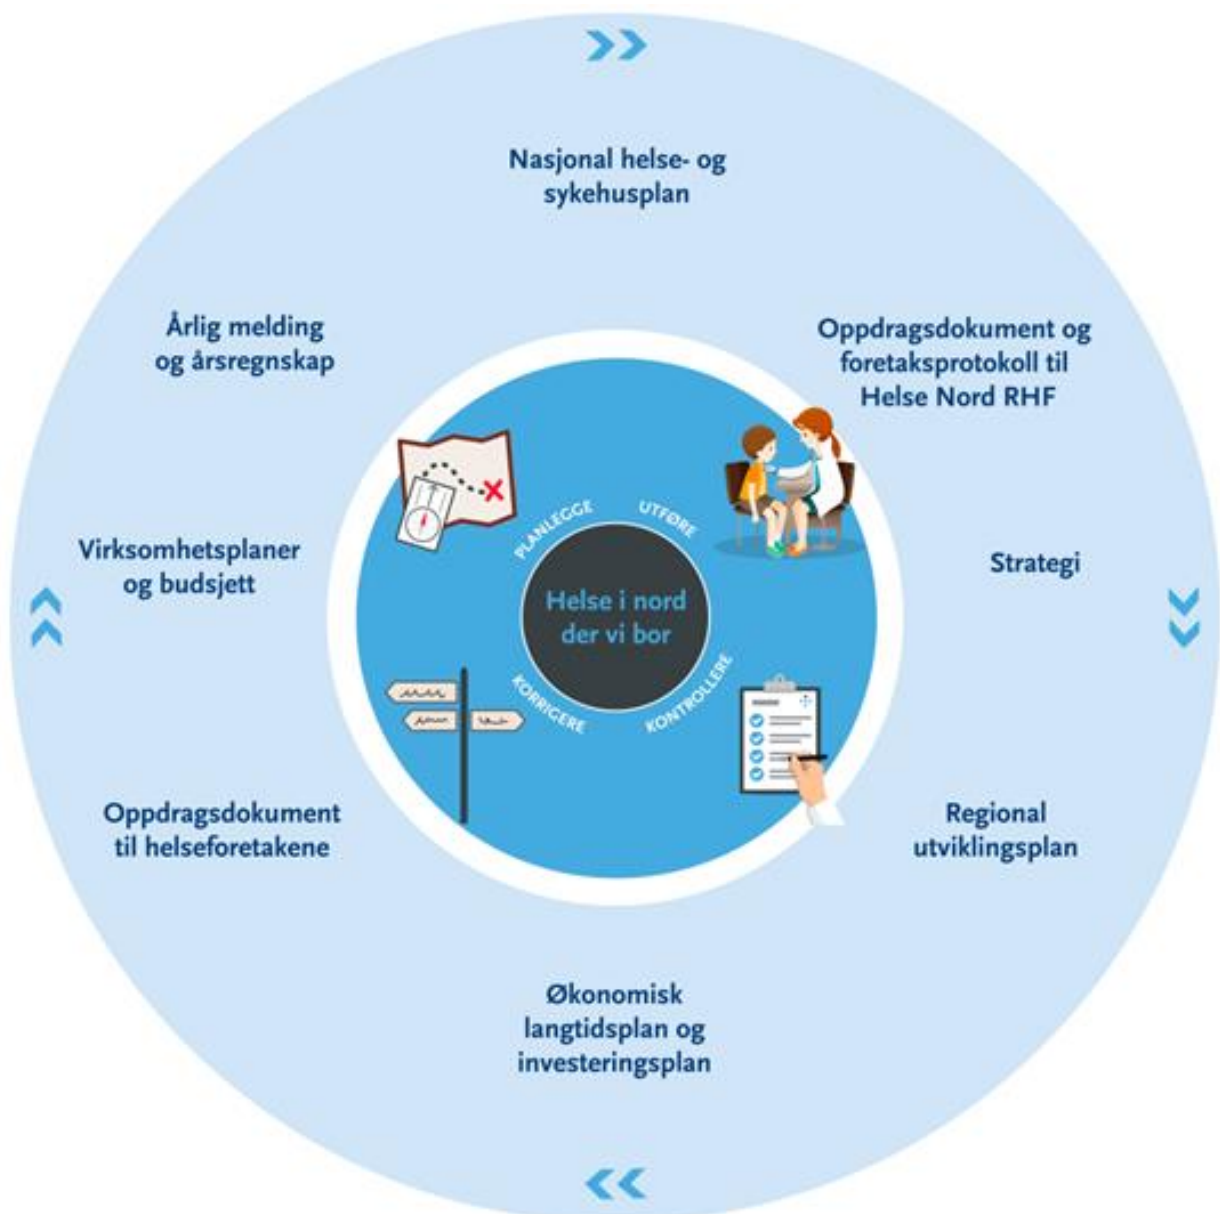 Nasjonal helse- og
sykehusplan
Oppdragsdokument og
foretaksprotokoll til
Helse Nord RHF
Strategi
Regional
utviklingsplan
Økonomisk
langtidsplan og
investeringsplan
Oppdragsdokument
til helseforetakene
Virksomhetsplaner
og budsjett
Årlig melding
og årsregnskap
PLANLEGGE
UTFØRE
KONTROLLERE
KORRIGERE
Helse i nord
der vi bor